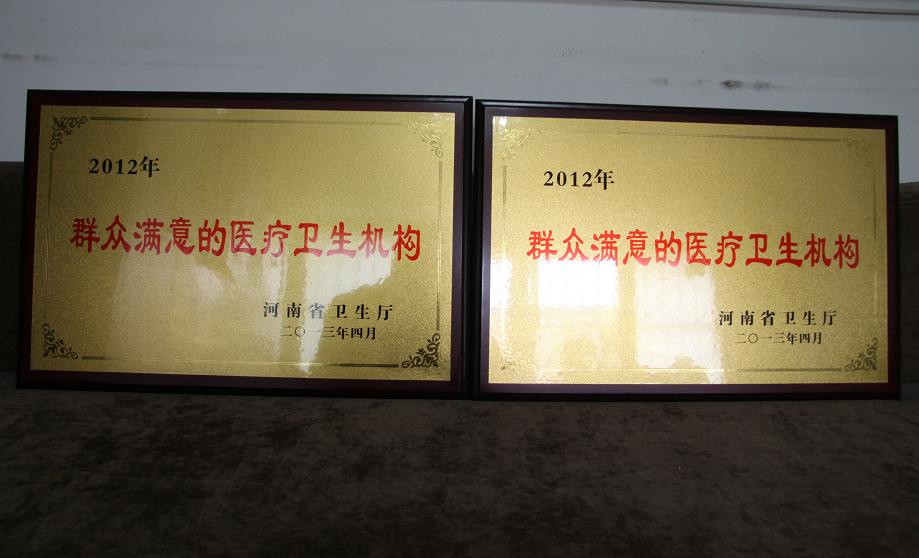 2012年
群众满意的医疗卫生机构
河南省卫生厅
二〇一三年四月
2012年
群众满意的医疗卫生机构
河南省卫生厅
二〇一三年四月